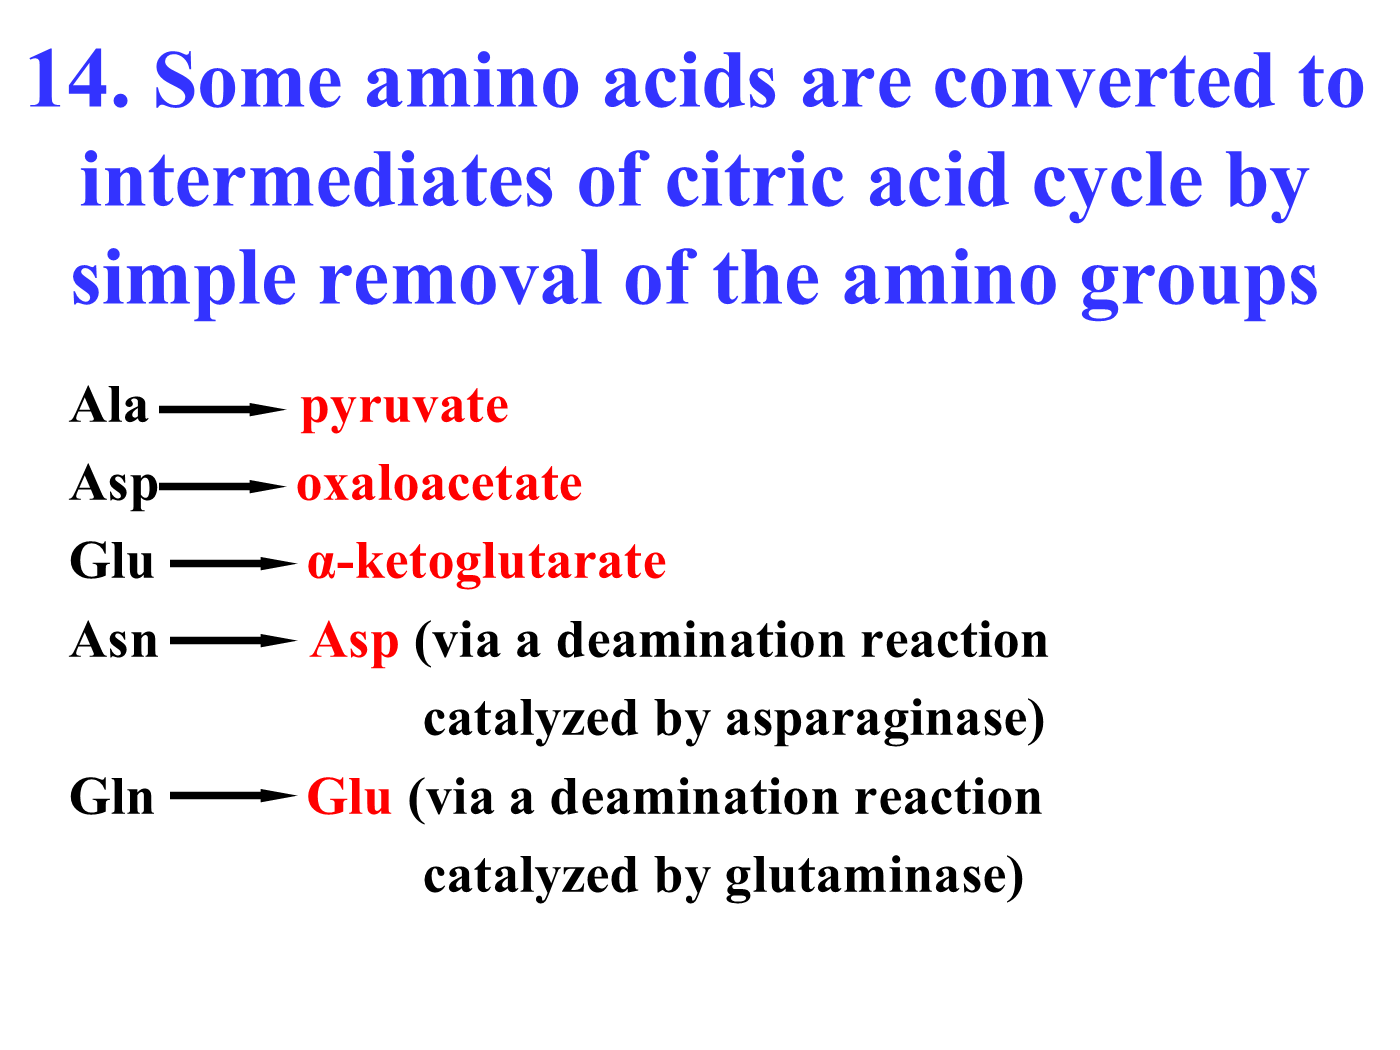 14. Some amino acids are converted to
intermediates of citric acid cycle by
simple removal of the amino groups
Ala pyruvate
Asp oxaloacetate
Glu α-ketoglutarate
Asn Asp (via a deamination reaction
catalyzed by asparaginase)
Gln Glu (via a deamination reaction
catalyzed by glutaminase)